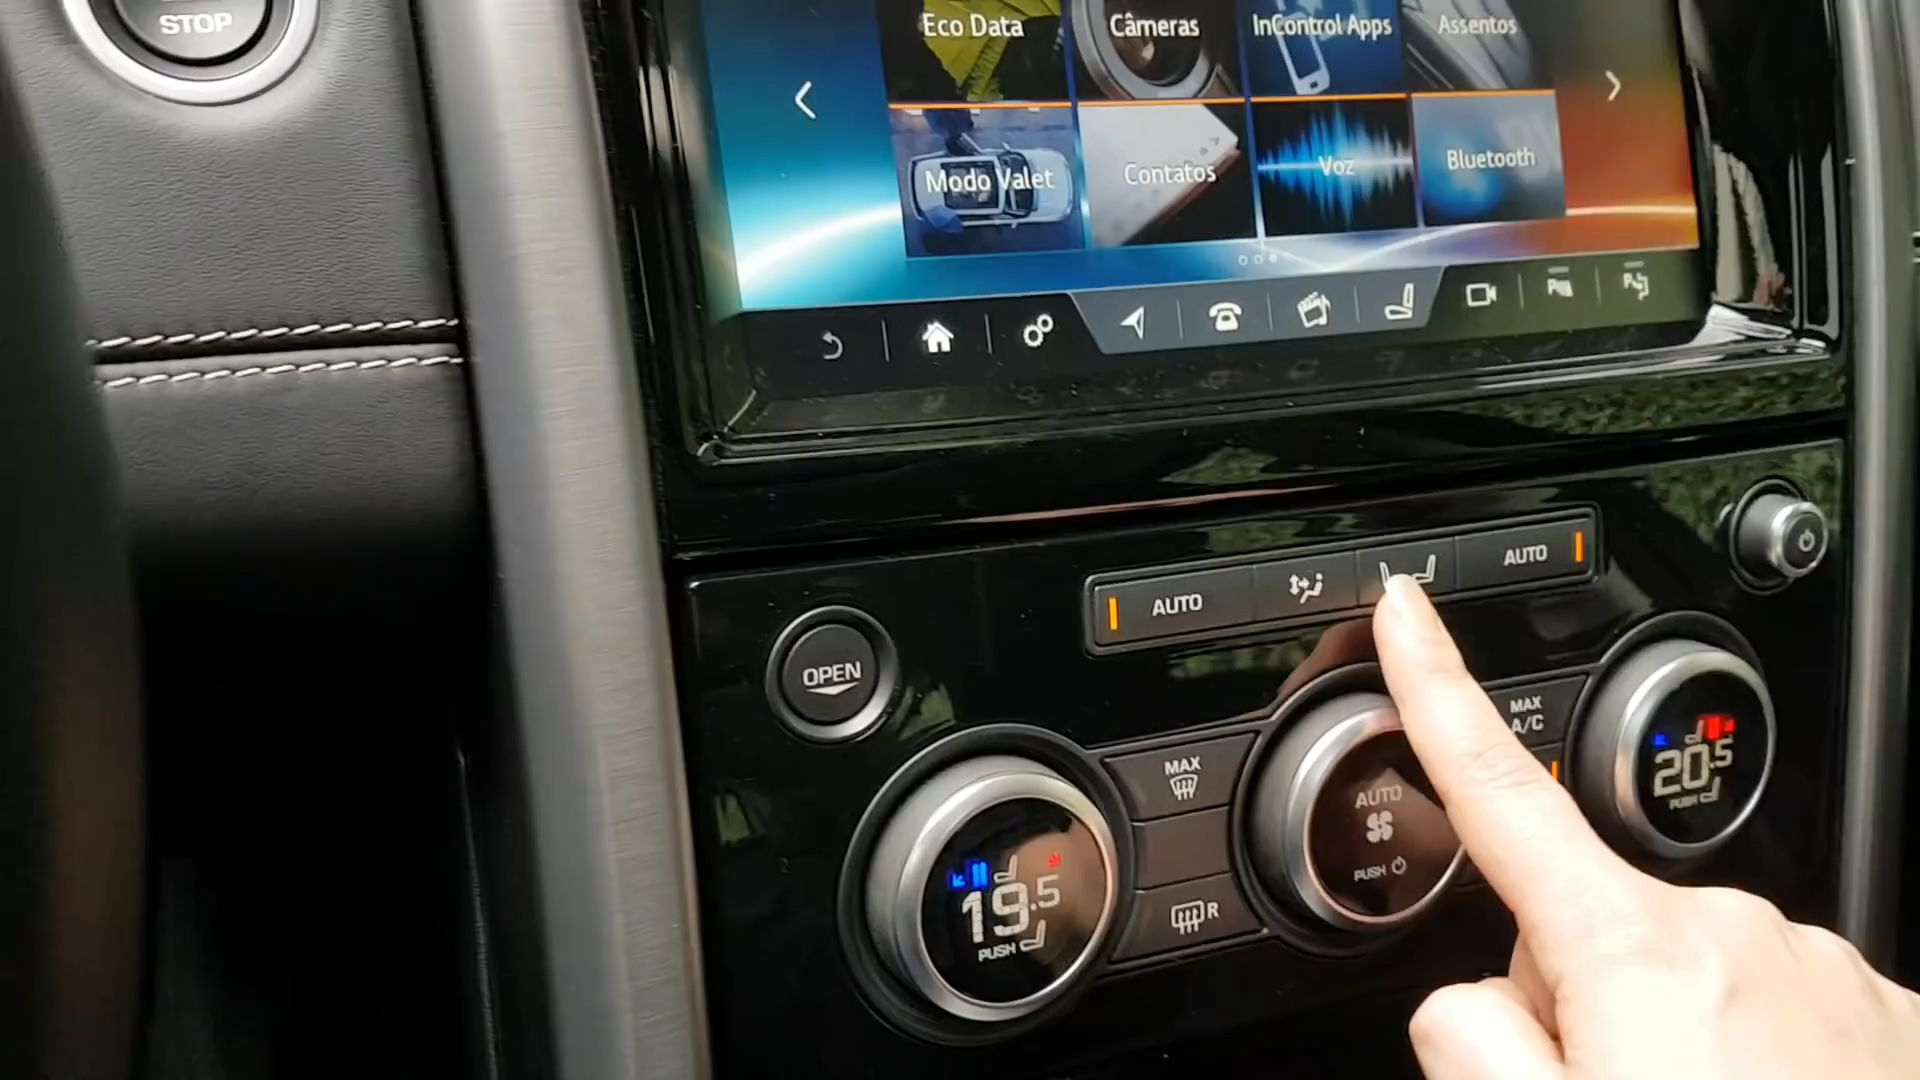 STOP
Eco Data
Câmeras
InControl Apps
Assentos
Modo Valet
Contatos
Voz
Bluetooth
AUTO
AUTO
OPEN
MAX
MAX
A/C
20.5
PUSH
AUTO
PUSH
19.5
PUSH
R